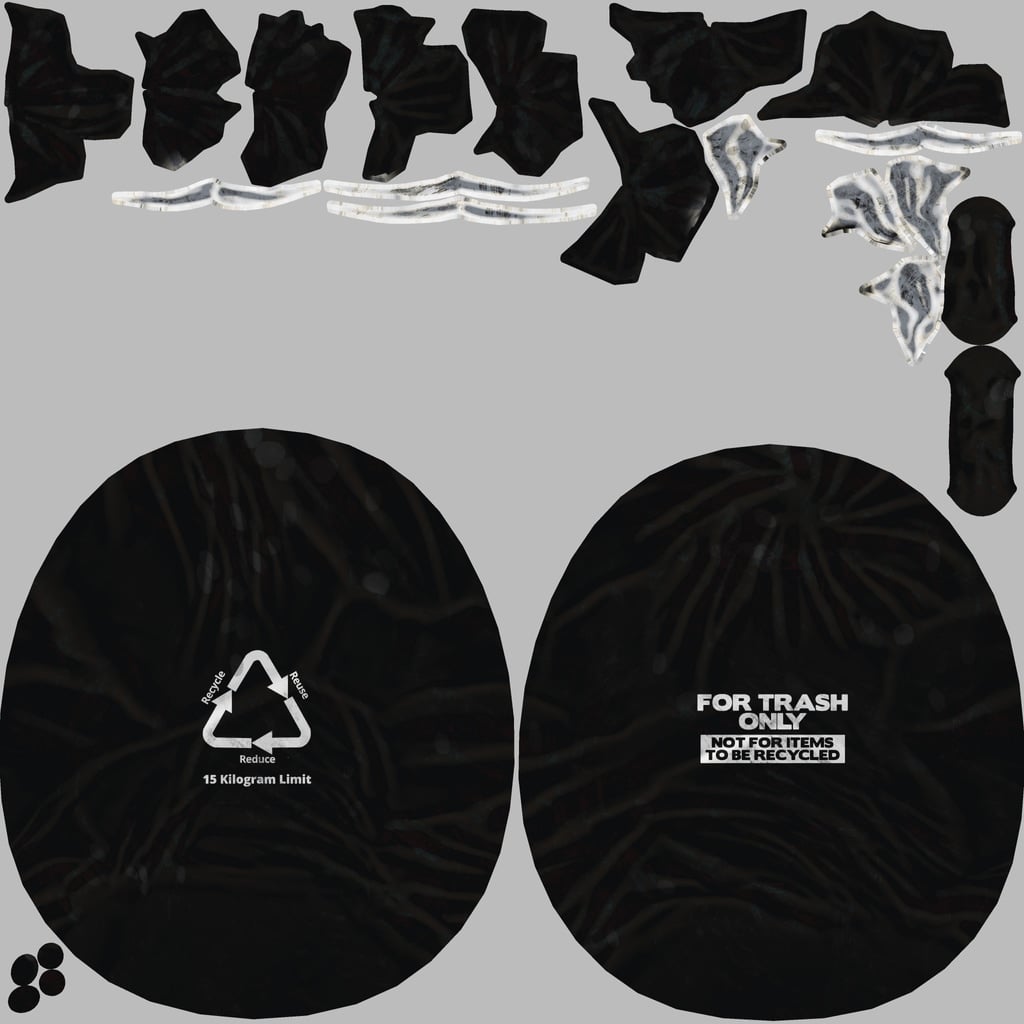 Recycle
Reuse
Reduce
15 Kilogram Limit
FOR TRASH
ONLY
NOT FOR ITEMS
TO BE RECYCLED